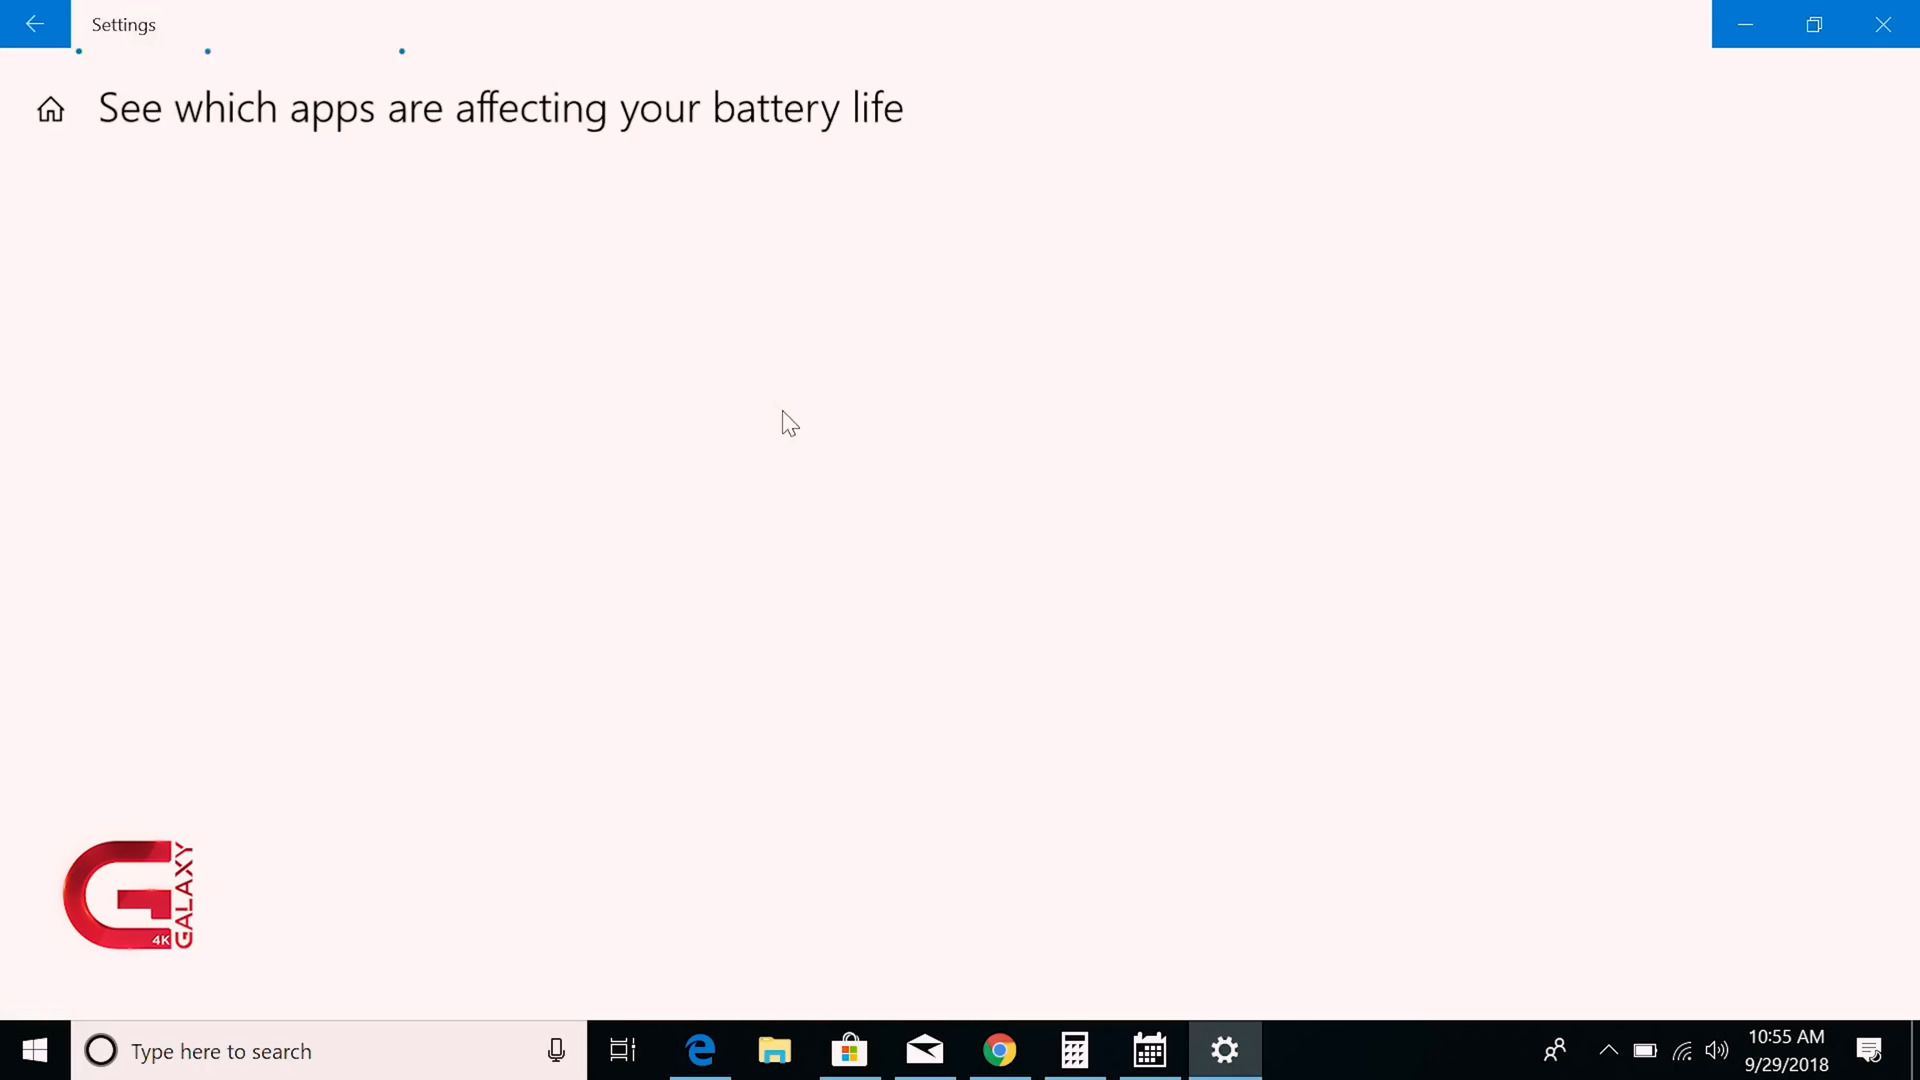 Settings
See which apps are affecting your battery life
GALAXY
4K
Type here to search
10:55 AM
9/29/2018